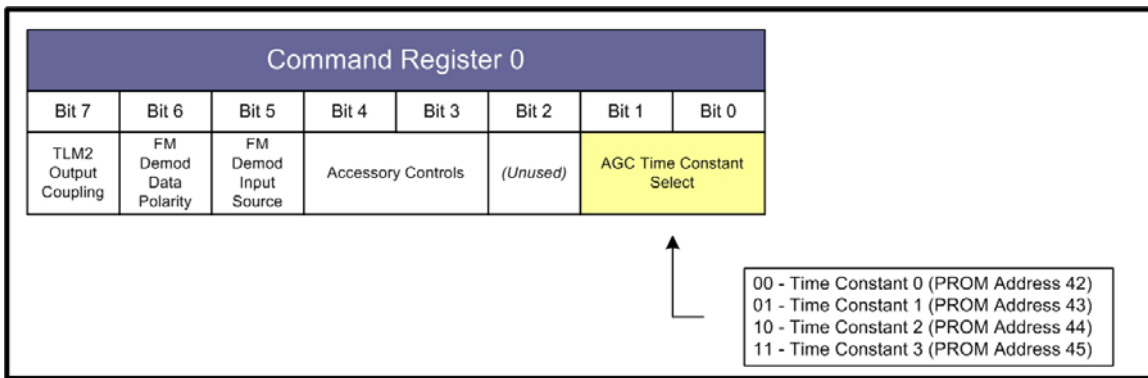 Command Register 0
Bit 7 Bit 6 Bit 5 Bit 4 Bit 3 Bit 2 Bit 1 Bit 0
TLM2
Output
Coupling
FM
Demod
Data
Polarity
FM
Demod
Input
Source
Accessory Controls
(Unused)
AGC Time Constant
Select
00 - Time Constant 0 (PROM Address 42)
01 - Time Constant 1 (PROM Address 43)
10 - Time Constant 2 (PROM Address 44)
11 - Time Constant 3 (PROM Address 45)